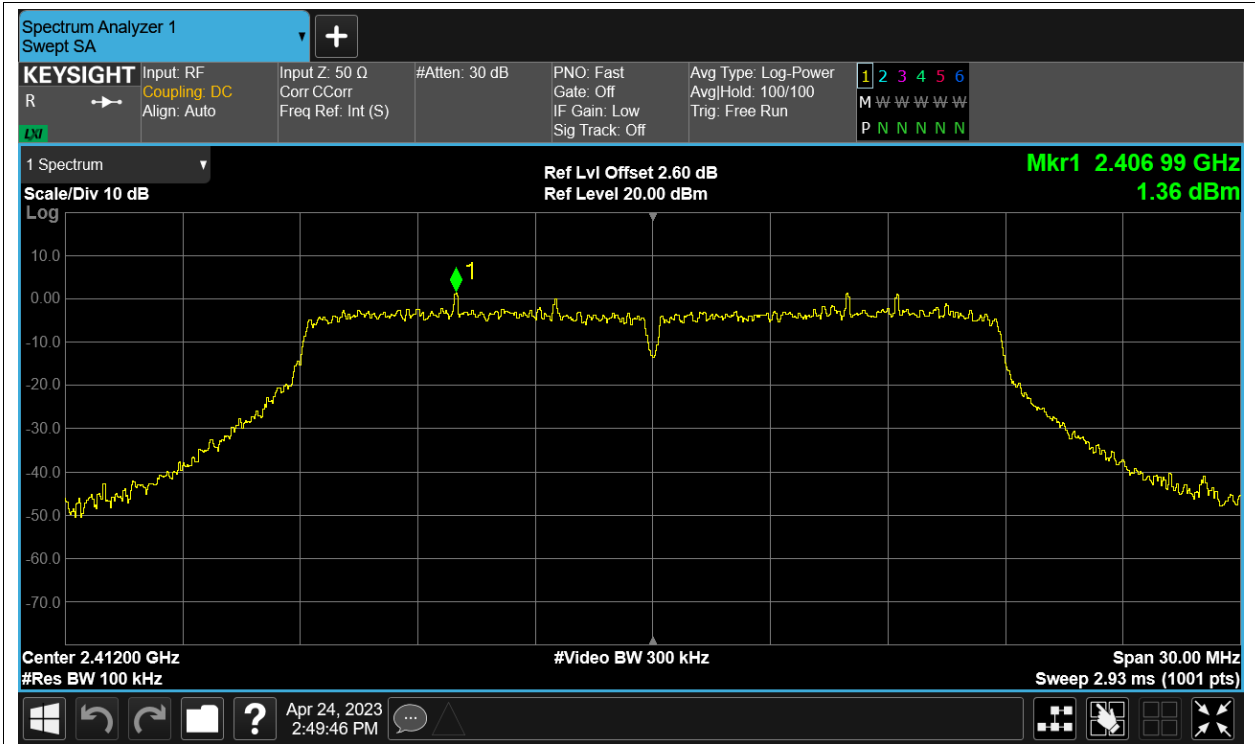 Spectrum Analyzer 1
Swept SA
KEYSIGHT
R
LXI
Input: RF
Coupling: DC
Align: Auto
Input Z: 50 Ω
Corr CCorr
Freq Ref: Int (S)
#Atten: 30 dB
PNO: Fast
Gate: Off
IF Gain: Low
Sig Track: Off
Avg Type: Log-Power
Avg|Hold: 100/100
Trig: Free Run
1 2 3 4 5 6
M W W W W W
P N N N N N
1 Spectrum
Scale/Div 10 dB
Log
Ref Lvl Offset 2.60 dB
Ref Level 20.00 dBm
Mkr1 2.406 99 GHz
1.36 dBm
10.0
1
0.00
-10.0
-20.0
-30.0
-40.0
-50.0
-60.0
-70.0
Center 2.41200 GHz
#Video BW 300 kHz
Span 30.00 MHz
#Res BW 100 kHz
Sweep 2.93 ms (1001 pts)
?
Apr 24, 2023
2:49:46 PM